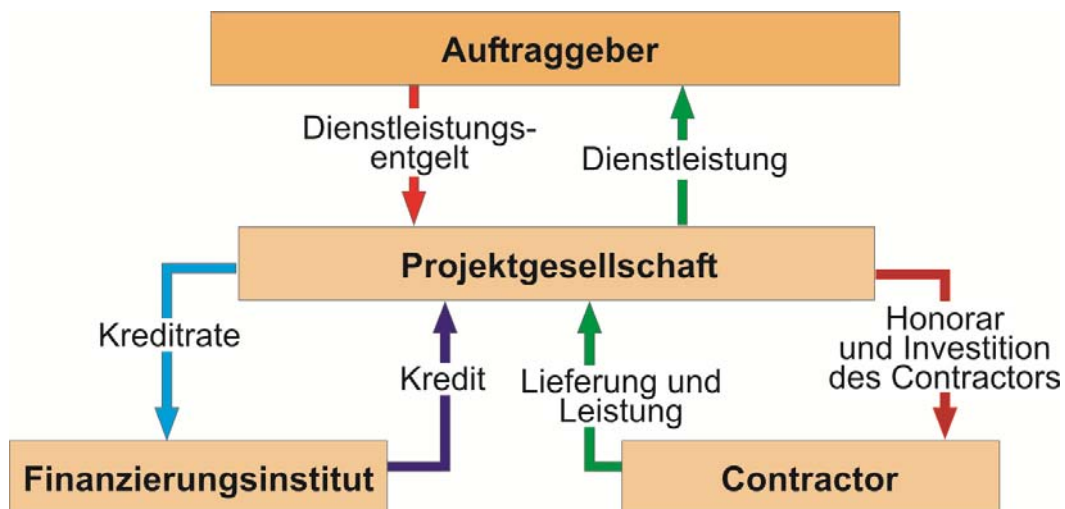 Auftraggeber
Dienstleistungs-
entgelt
Dienstleistung
Projektgesellschaft
Kreditrate
Kredit
Lieferung und
Leistung
Honorar
und Investition
des Contractors
Finanzierungsinstitut
Contractor